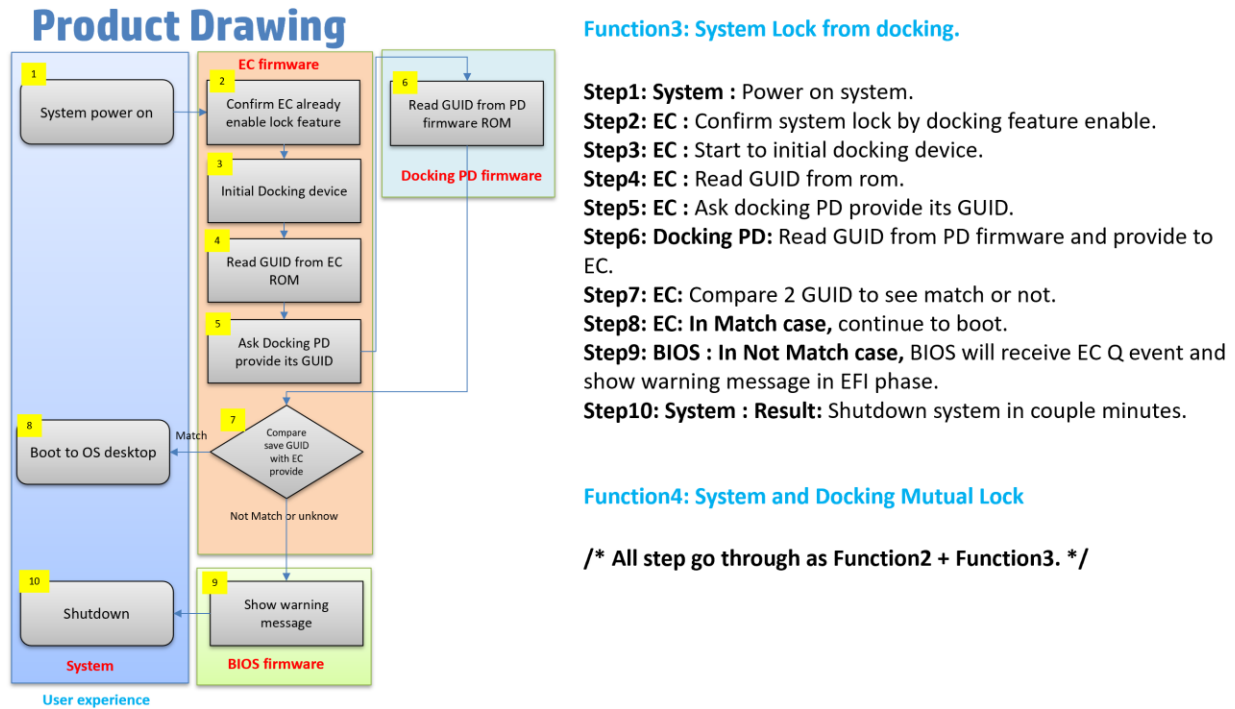 Product Drawing
EC firmware
1
System power on
2
Confirm EC already
enable lock feature
6
Read GUID from PD
firmware ROM
Docking PD firmware
3
Initial Docking device
4
Read GUID from EC
ROM
5
Ask Docking PD
provide its GUID
7
Compare
save GUID
with EC
provide
Match
8
Boot to OS desktop
Not Match or unknow
9
Show warning
message
BIOS firmware
10
Shutdown
System
User experience
Function3: System Lock from docking.
Step1: System : Power on system.
Step2: EC : Confirm system lock by docking feature enable.
Step3: EC : Start to initial docking device.
Step4: EC : Read GUID from rom.
Step5: EC : Ask docking PD provide its GUID.
Step6: Docking PD: Read GUID from PD firmware and provide to
EC.
Step7: EC: Compare 2 GUID to see match or not.
Step8: EC: In Match case, continue to boot.
Step9: BIOS : In Not Match case, BIOS will receive EC Q event and
show warning message in EFI phase.
Step10: System : Result: Shutdown system in couple minutes.
Function4: System and Docking Mutual Lock
/* All step go through as Function2 + Function3. */